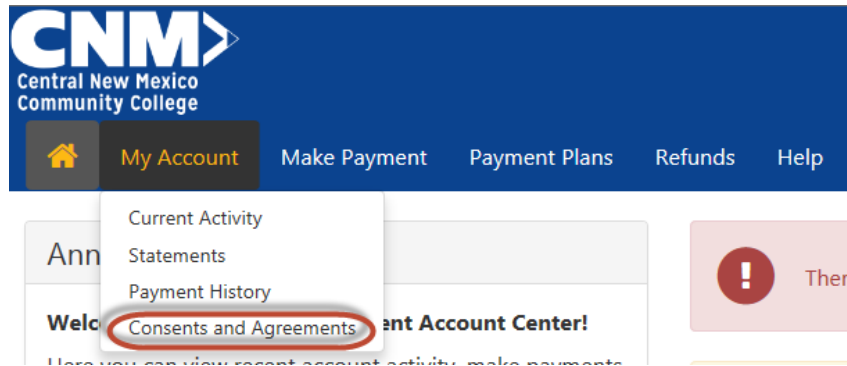 CNM
Central New Mexico
Community College
My Account Make Payment Payment Plans Refunds Help
Current Activity
Statements
Payment History
Consents and Agreements
Ann
Welc ent Account Center!
Here you can view recent account activity, make payments
! Ther